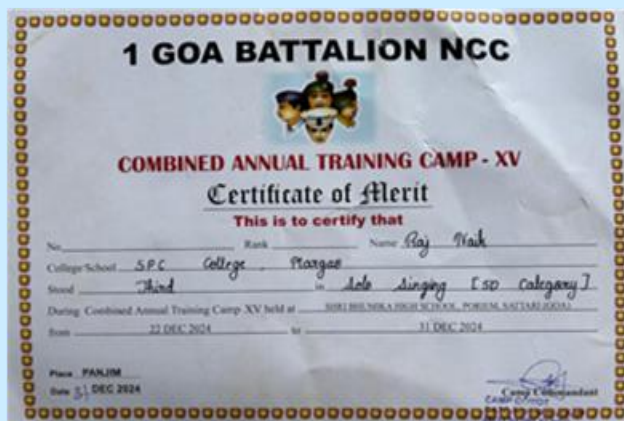 1 GOA BATTALION NCC
COMBINED ANNUAL TRAINING CAMP - XV
Certificate of Merit
This is to certify that
No. Rank Name Raj Naik
College/School S.P.C College, Margao
Stood Third in Solo Singing [SD Category]
During Combined Annual Training Camp XV held at SHRI BHUMIKA HIGH SCHOOL, PORIEM, SATTARI (GOA)
from 22 DEC 2024 to 31 DEC 2024
Place PANJIM
Date 31 DEC 2024
Camp Commandant